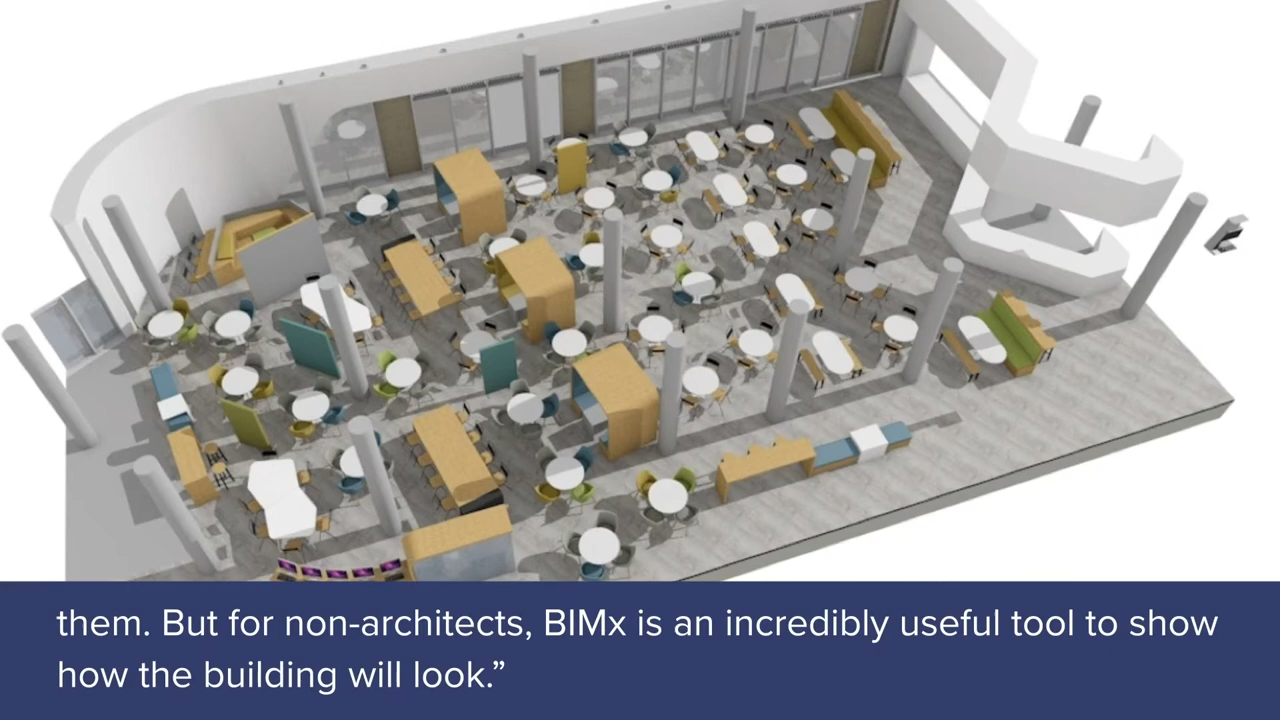 them. But for non-architects, BIMx is an incredibly useful tool to show
how the building will look.”